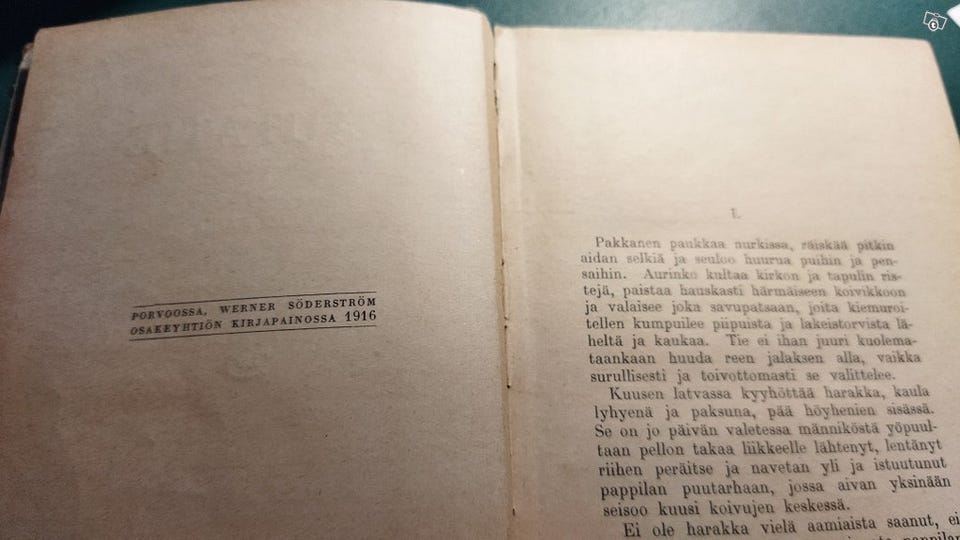 PORVOOSSA, WERNER SÖDERSTRÖM
OSAKEYHTIÖN KIRJAPAINOSSA 1916
I.
Pakkanen paukkaa nurkissa, räiskää pitkin
aidan selkiä ja seuloo huurua puihin ja pen-
saihin. Aurinko kultaa kirkon ja tapulin ris-
tejä, paistaa hauskasti härmäiseen koivikkoon
ja valaisee joka savupatsaan, joita kiemuroi-
tellen kumpuilee piipuista ja lakeistorvista lä-
heltä ja kaukaa. Tie ei ihan juuri kuolema-
taankaan huuda reen jalaksen alla, vaikka
surullisesti ja toivottomasti se valittelee.
Kuusen latvassa kyyhöttää harakka, kaula
lyhyenä ja paksuna, pää höyhenien sisässä.
Se on jo päivän valetessa männiköstä yöpuul-
taan pellon takaa liikkeelle lähtenyt, lentänyt
riihen peräitse ja navetan yli ja istuutunut
pappilan puutarhaan, jossa aivan yksinään
seisoo kuusi koivujen keskessä.
Ei ole harakka vielä aamiaista saanut, ei
pappilan